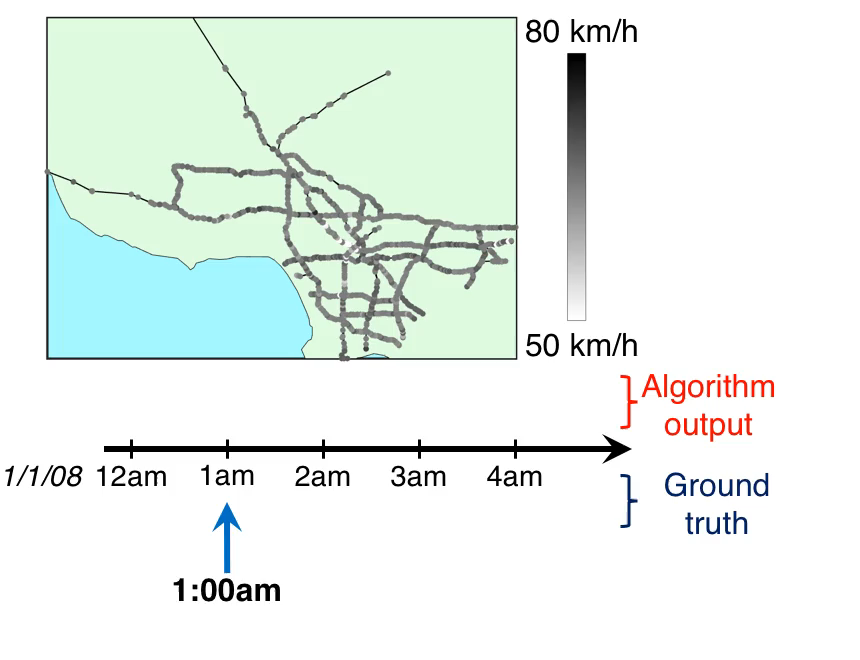 80 km/h
50 km/h
Algorithm
output
1/1/08 12am 1am 2am 3am 4am
Ground
truth
1:00am